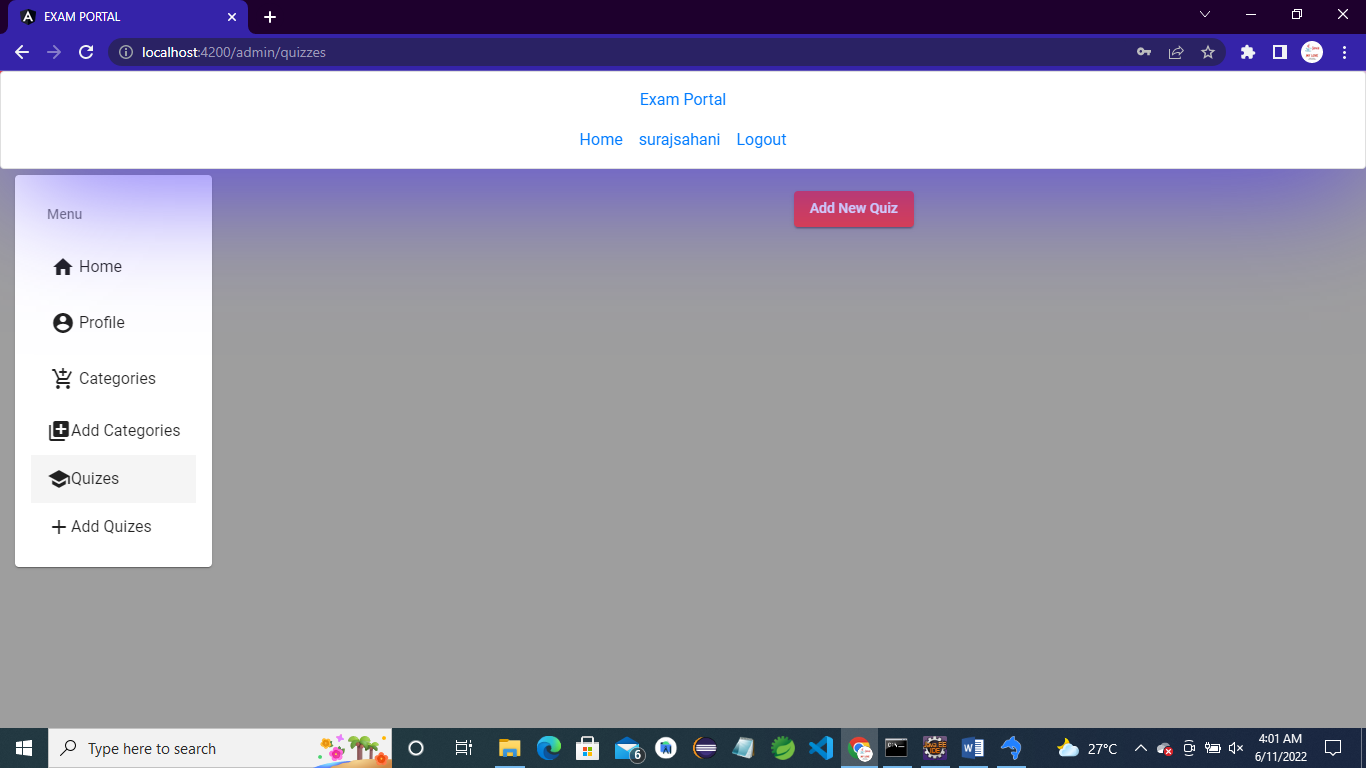 EXAM PORTAL
localhost:4200/admin/quizzes
Exam Portal
Home surajsahani Logout
Menu
Add New Quiz
Home
Profile
Categories
Add Categories
Quizes
Add Quizes
Type here to search
6
27°C
4:01 AM
6/11/2022